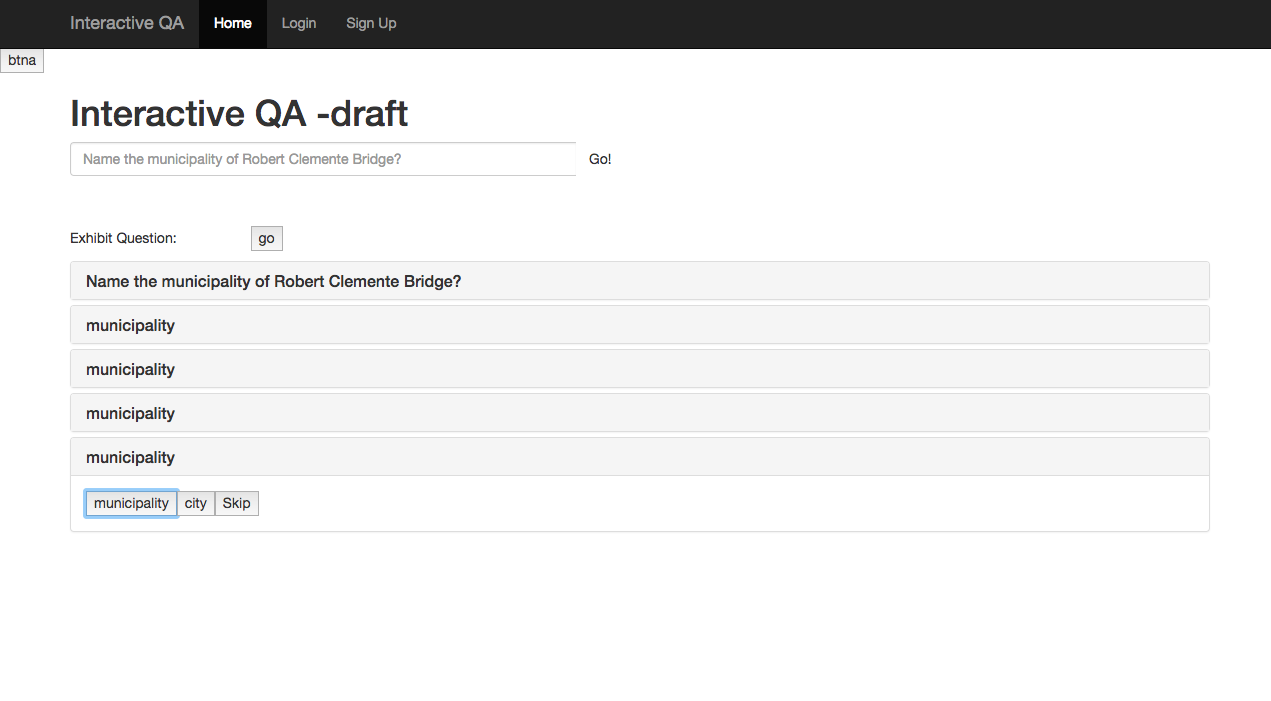 Interactive QA Home Login Sign Up
btna
Interactive QA -draft
Name the municipality of Robert Clemente Bridge? Go!
Exhibit Question: go
Name the municipality of Robert Clemente Bridge?
municipality
municipality
municipality
municipality
municipality city Skip